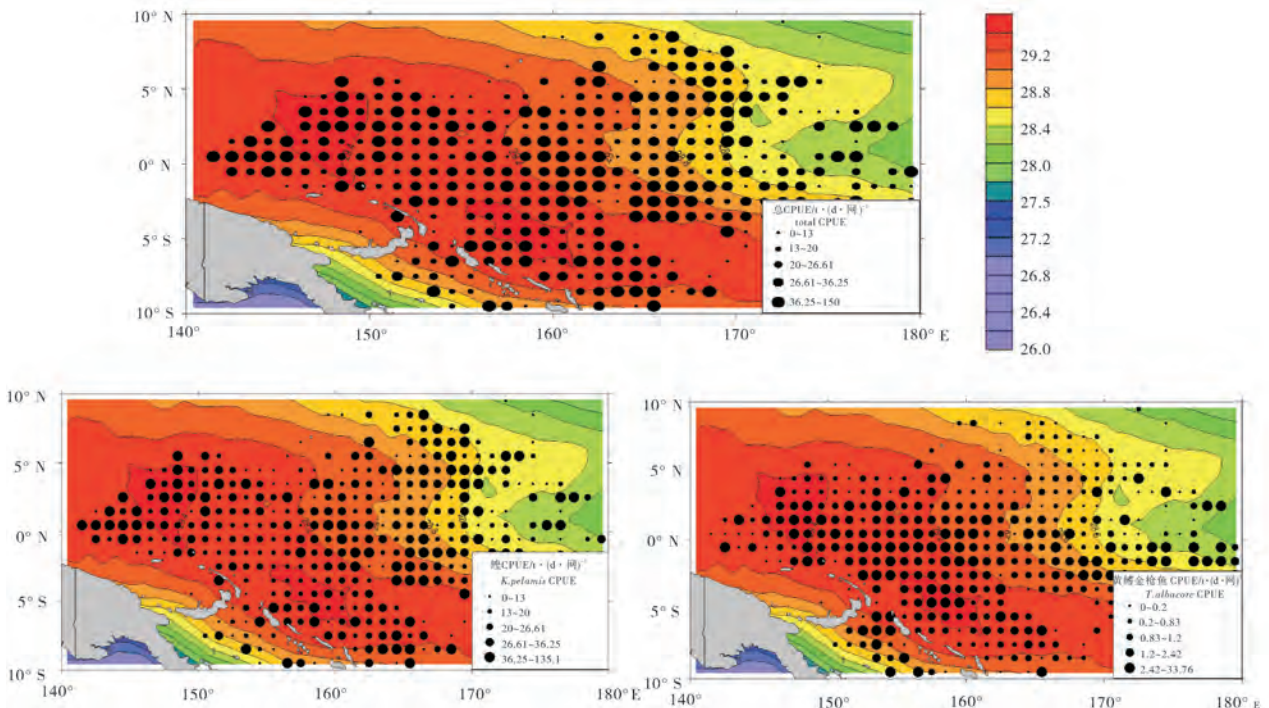 10° N
5° N
0° N
5° S
10° S
140°
150°
160°
170°
180° E
总CPUE/t·(d·网)⁻¹
total CPUE
0~13
13~20
20~26.61
26.61~36.25
36.25~150
29.2
28.8
28.4
28.0
27.5
27.2
26.8
26.4
26.0
10° N
5° N
0° N
5° S
10° S
140°
150°
160°
170°
180° E
鲣CPUE/t·(d·网)⁻¹
K.pelamis CPUE
0~13
13~20
20~26.61
26.61~36.25
36.25~135.1
10° N
5° N
0° N
5° S
10° S
140°
150°
160°
170°
180° E
黄鳍金枪鱼 CPUE/t·(d·网)⁻¹
T.albacore CPUE
0~0.2
0.2~0.83
0.83~1.2
1.2~2.42
2.42~33.76